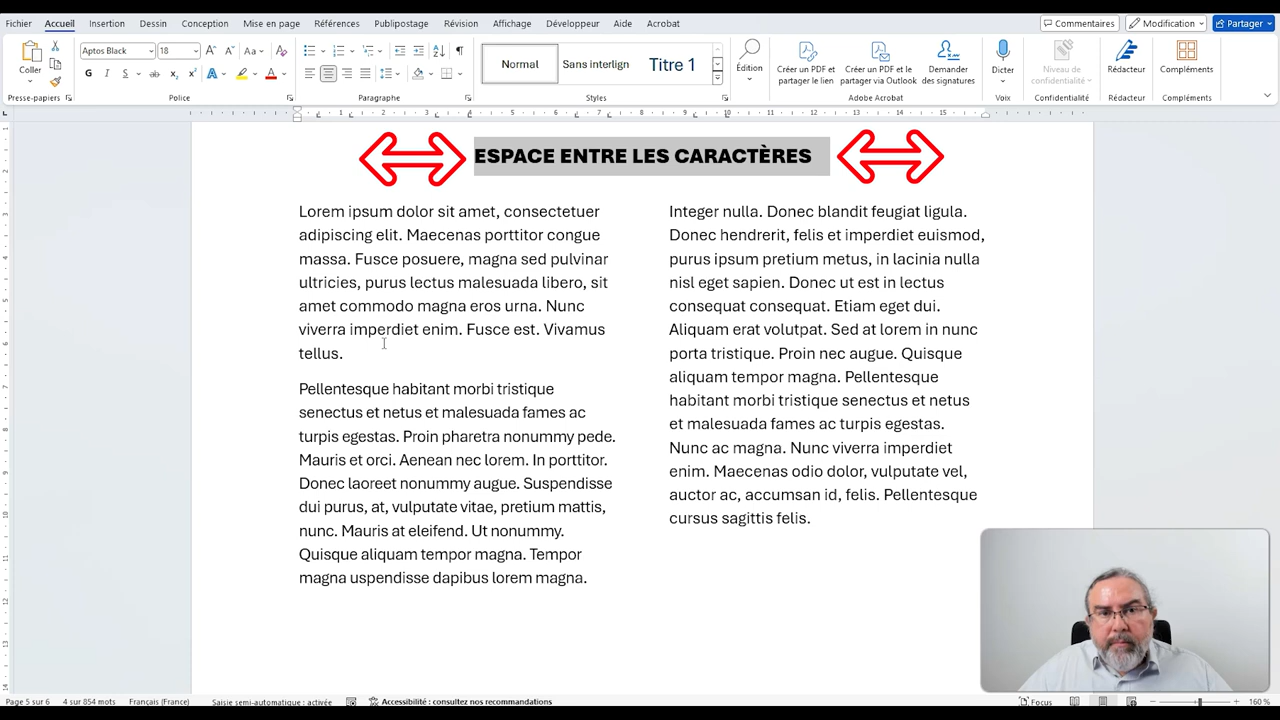 Fichier Accueil Insertion Dessin Conception Mise en page Références Publipostage Révision Affichage Développeur Aide Acrobat Commentaires Modification Partager
Coller
Aptos Black 18
Normal Sans interlign Titre 1
Édition
Créer un PDF et partager le lien
Créer un PDF et partager via Outlook
Demander des signatures
Dicter
Niveau de confidentialité
Rédacteur
Compléments
Presse-papiers Police Paragraphe Styles Adobe Acrobat Voix Confidentialité Rédacteur Compléments
ESPACE ENTRE LES CARACTÈRES
Lorem ipsum dolor sit amet, consectetuer
adipiscing elit. Maecenas porttitor congue
massa. Fusce posuere, magna sed pulvinar
ultricies, purus lectus malesuada libero, sit
amet commodo magna eros urna. Nunc
viverra imperdiet enim. Fusce est. Vivamus
tellus.
Pellentesque habitant morbi tristique
senectus et netus et malesuada fames ac
turpis egestas. Proin pharetra nonummy pede.
Mauris et orci. Aenean nec lorem. In porttitor.
Donec laoreet nonummy augue. Suspendisse
dui purus, at, vulputate vitae, pretium mattis,
nunc. Mauris at eleifend. Ut nonummy.
Quisque aliquam tempor magna. Tempor
magna uspendisse dapibus lorem magna.
Integer nulla. Donec blandit feugiat ligula.
Donec hendrerit, felis et imperdiet euismod,
purus ipsum pretium metus, in lacinia nulla
nisl eget sapien. Donec ut est in lectus
consequat consequat. Etiam eget dui.
Aliquam erat volutpat. Sed at lorem in nunc
porta tristique. Proin nec augue. Quisque
aliquam tempor magna. Pellentesque
habitant morbi tristique senectus et netus
et malesuada fames ac turpis egestas.
Nunc ac magna. Nunc viverra imperdiet
enim. Maecenas odio dolor, vulputate vel,
auctor ac, accumsan id, felis. Pellentesque
cursus sagittis felis.
Page 5 sur 6 4 sur 854 mots Français (France) Saisie semi-automatique : activée Accessibilité : consultez nos recommandations Focus 160 %